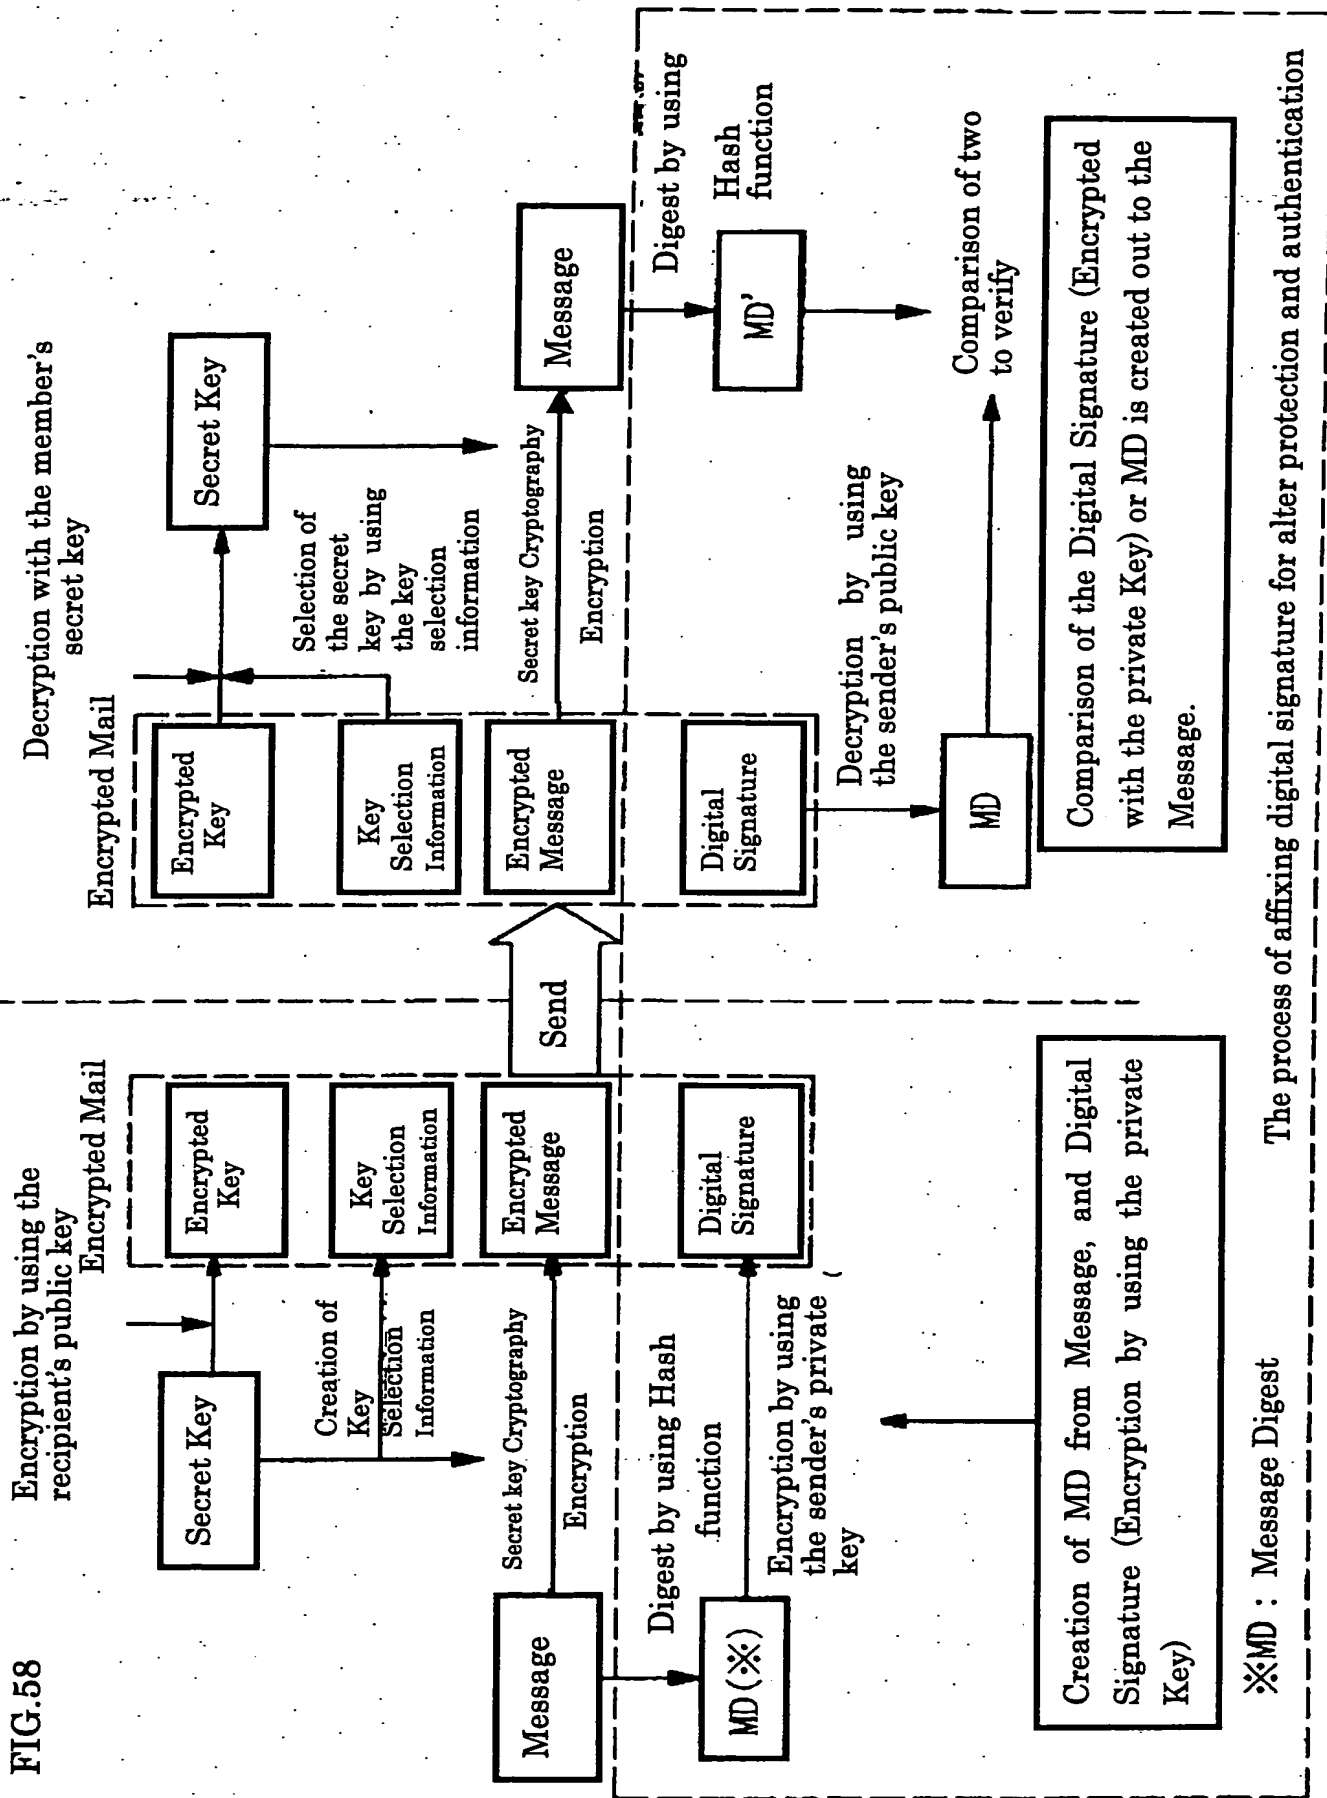 FIG.58
Encryption by using the
recipient's public key
Encrypted Mail
Secret Key
Encrypted
Key
Creation of
Key
Selection
Information
Key
Selection
Information
Secret key Cryptography
Encryption
Message
Encrypted
Message
Send
Digest by using Hash
function
MD(※)
Encryption by using
the sender's private
key
Digital
Signature
Creation of MD from Message, and Digital
Signature (Encryption by using the private
Key)
※MD : Message Digest
Decryption with the member's
secret key
Encrypted Mail
Encrypted
Key
Secret Key
Key
Selection
Information
Selection of
the secret
key by using
the key
selection
information
Encrypted
Message
Secret key Cryptography
Encryption
Message
Digest by using
Hash
function
MD'
Digital
Signature
Decryption by using
the sender's public key
MD
Comparison of two
to verify
Comparison of the Digital Signature (Encrypted
with the private Key) or MD is created out to the
Message.
The process of affixing digital signature for alter protection and authentication